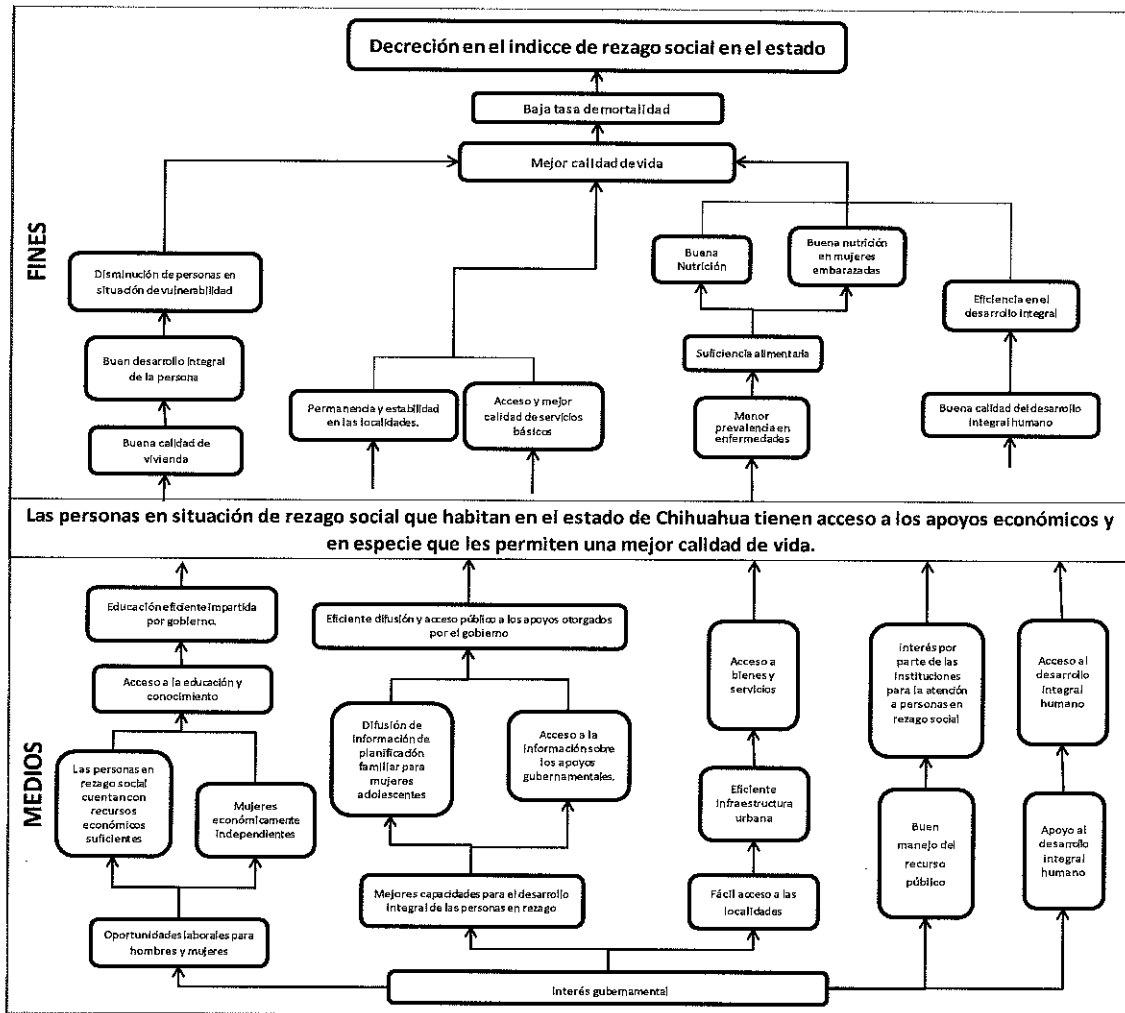 Decreción en el indicce de rezago social en el estado
Baja tasa de mortalidad
Mejor calidad de vida
FINES
Disminución de personas en
situación de vulnerabilidad
Buen desarrollo integral
de la persona
Buena calidad de
vivienda
Permanencia y estabilidad
en las localidades.
Acceso y mejor
calidad de servicios
básicos
Buena
Nutrición
Buena nutrición
en mujeres
embarazadas
Suficiencia alimentaria
Menor
prevalencia en
enfermedades
Eficiencia en el
desarrollo integral
Buena calidad del desarrollo
integral humano
Las personas en situación de rezago social que habitan en el estado de Chihuahua tienen acceso a los apoyos económicos y
en especie que les permiten una mejor calidad de vida.
MEDIOS
Educación eficiente impartida
por gobierno.
Acceso a la educación y
conocimiento
Las personas en
rezago social
cuentan con
recursos
económicos
suficientes
Mujeres
económicamente
independientes
Oportunidades laborales para
hombres y mujeres
Eficiente difusión y acceso público a los apoyos otorgados
por el gobierno
Difusión de
información de
planificación
familiar para
mujeres
adolescentes
Acceso a la
información sobre
los apoyos
gubernamentales.
Mejores capacidades para el desarrollo
integral de las personas en rezago
Acceso a
bienes y
servicios
Eficiente
infraestructura
urbana
Fácil acceso a las
localidades
Interés por
parte de las
instituciones
para la atención
a personas en
rezago social
Buen
manejo del
recurso
público
Acceso al
desarrollo
integral
humano
Apoyo al
desarrollo
integral
humano
Interés gubernamental